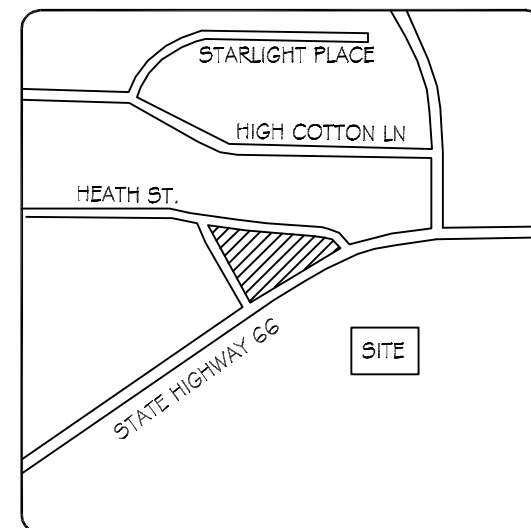 STARLIGHT PLACE
HIGH COTTON LN
HEATH ST.
SITE
STATE HIGHWAY 66